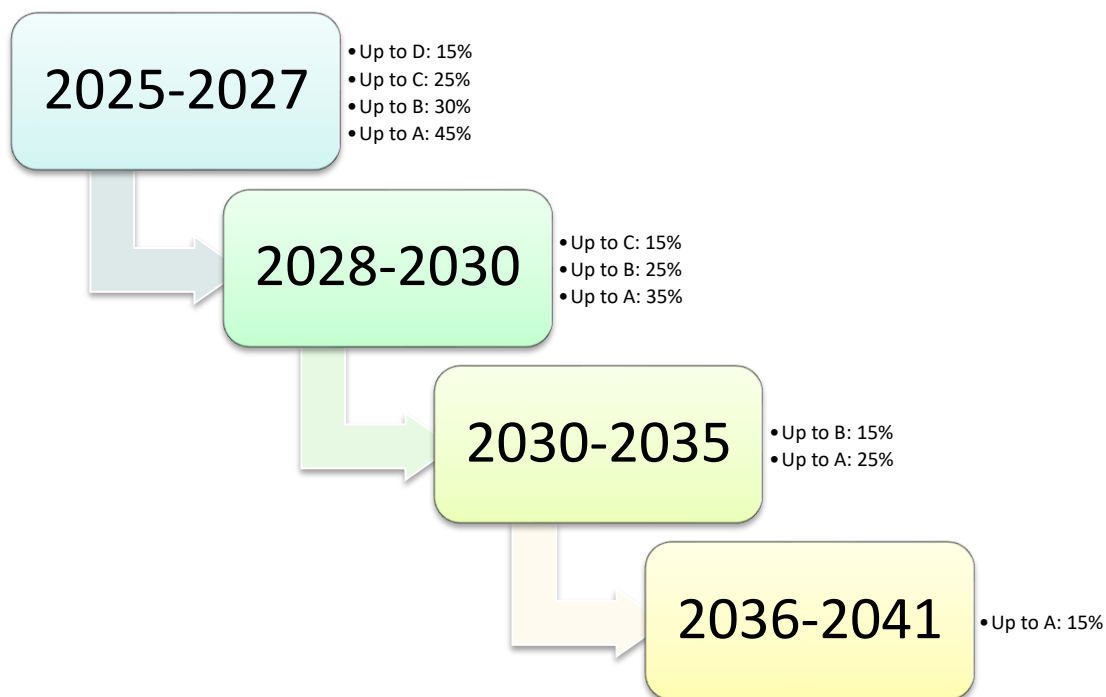 2025-2027
• Up to D: 15%
• Up to C: 25%
• Up to B: 30%
• Up to A: 45%
2028-2030
• Up to C: 15%
• Up to B: 25%
• Up to A: 35%
2030-2035
• Up to B: 15%
• Up to A: 25%
2036-2041
• Up to A: 15%